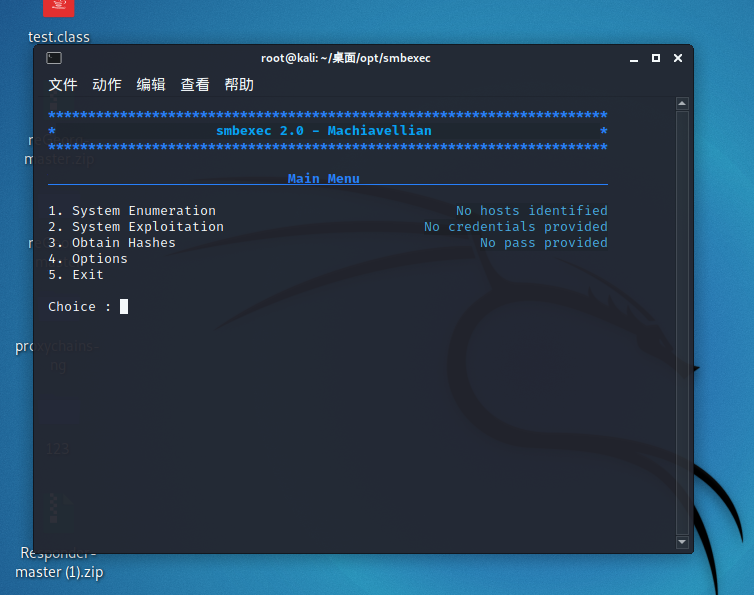 test.class
root@kali: ~/桌面/opt/smbexec
文件 动作 编辑 查看 帮助
**********************************************************************
* smbexec 2.0 - Machiavellian *
**********************************************************************
Main Menu
1. System Enumeration No hosts identified
2. System Exploitation No credentials provided
3. Obtain Hashes No pass provided
4. Options
5. Exit
Choice :
master.zip
proxychains-
ng
123
Responder-
master (1).zip